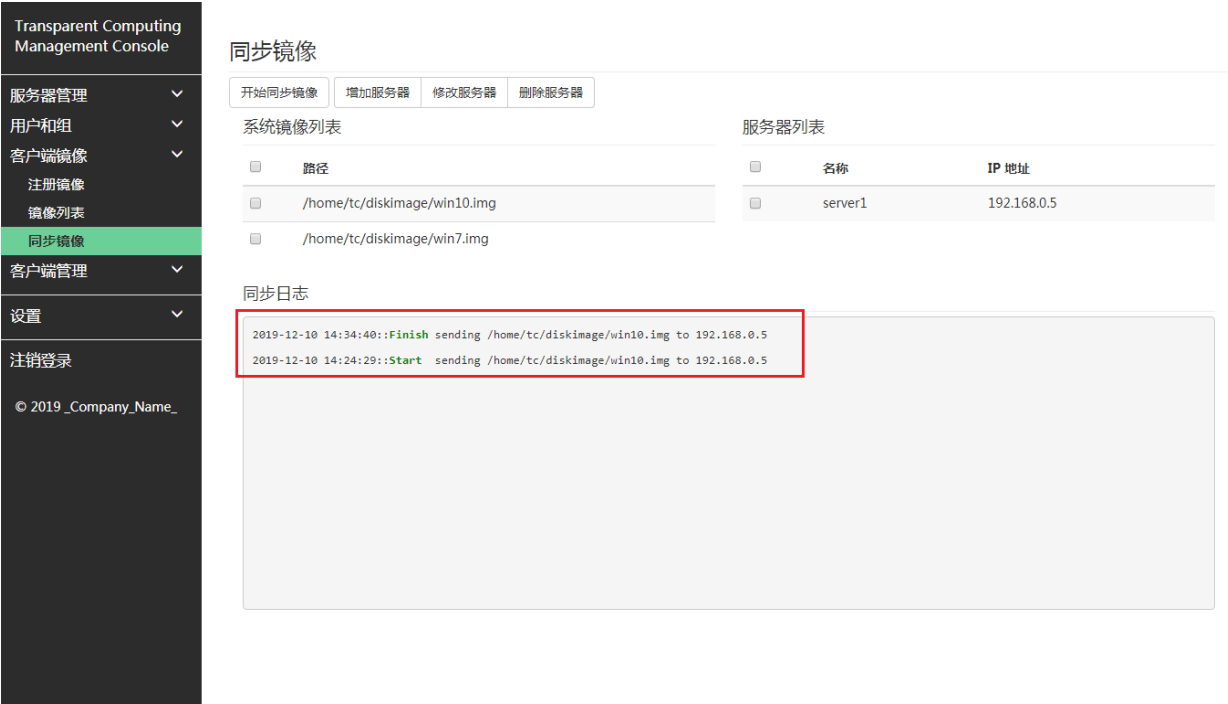 Transparent Computing
Management Console
服务器管理
用户和组
客户端镜像
注册镜像
镜像列表
同步镜像
客户端管理
设置
注销登录
© 2019 _Company_Name_
同步镜像
开始同步镜像 增加服务器 修改服务器 删除服务器
系统镜像列表
路径
/home/tc/diskimage/win10.img
/home/tc/diskimage/win7.img
服务器列表
名称 IP 地址
server1 192.168.0.5
同步日志
2019-12-10 14:34:40::Finish sending /home/tc/diskimage/win10.img to 192.168.0.5
2019-12-10 14:24:29::Start  sending /home/tc/diskimage/win10.img to 192.168.0.5